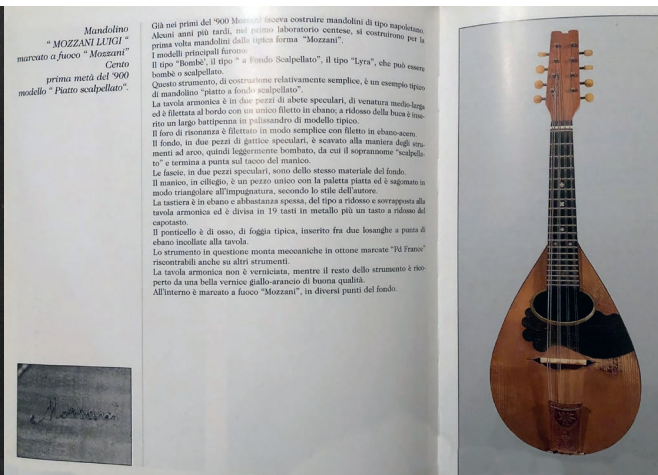 Mandolino
“ MOZZANI LUIGI “
marcato a fuoco “ Mozzani”
Cento
prima metà del '900
modello “ Piatto scalpellato”.
Già nei primi del '900 Mozzani faceva costruire mandolini di tipo napoletano.
Alcuni anni più tardi, nel primo laboratorio centese, si costruirono per la
prima volta mandolini dalla tipica forma “Mozzani”.
I modelli principali furono:
Il tipo “Bombè', il tipo “ a Fondo Scalpellato”, il tipo “Lyra”, che può essere
bombè o scalpellato.
Questo strumento, di costruzione relativamente semplice, è un esempio tipico
di mandolino “piatto a fondo scalpellato”.
La tavola armonica è in due pezzi di abete speculari, di venatura medio-larga
ed è filettata al bordo con un unico filetto in ebano; a ridosso della buca è inse-
rito un largo battipenna in palissandro di modello tipico.
Il foro di risonanza è filettato in modo semplice con filetto in ebano-acero.
Il fondo, in due pezzi di gattice speculari, è scavato alla maniera degli stru-
menti ad arco, quindi leggermente bombato, da cui il soprannome “scalpella-
to” e termina a punta sul tacco del manico.
Le fascie, in due pezzi speculari, sono dello stesso materiale del fondo.
Il manico, in ciliegio, è un pezzo unico con la paletta piatta ed è sagomato in
modo triangolare all'impugnatura, secondo lo stile dell'autore.
La tastiera è in ebano e abbastanza spessa, del tipo a ridosso e sovrapposta alla
tavola armonica ed è divisa in 19 tasti in metallo più un tasto a ridosso del
capotasto.
Il ponticello è di osso, di foggia tipica, inserito fra due losanghe a punta di
ebano incollate alla tavola.
Lo strumento in questione monta meccaniche in ottone marcate “Pd France”
riscontrabili anche su altri strumenti.
La tavola armonica non è verniciata, mentre il resto dello strumento è rico-
perto da una bella vernice giallo-arancio di buona qualità.
All'interno è marcato a fuoco “Mozzani”, in diversi punti del fondo.
Mozzani